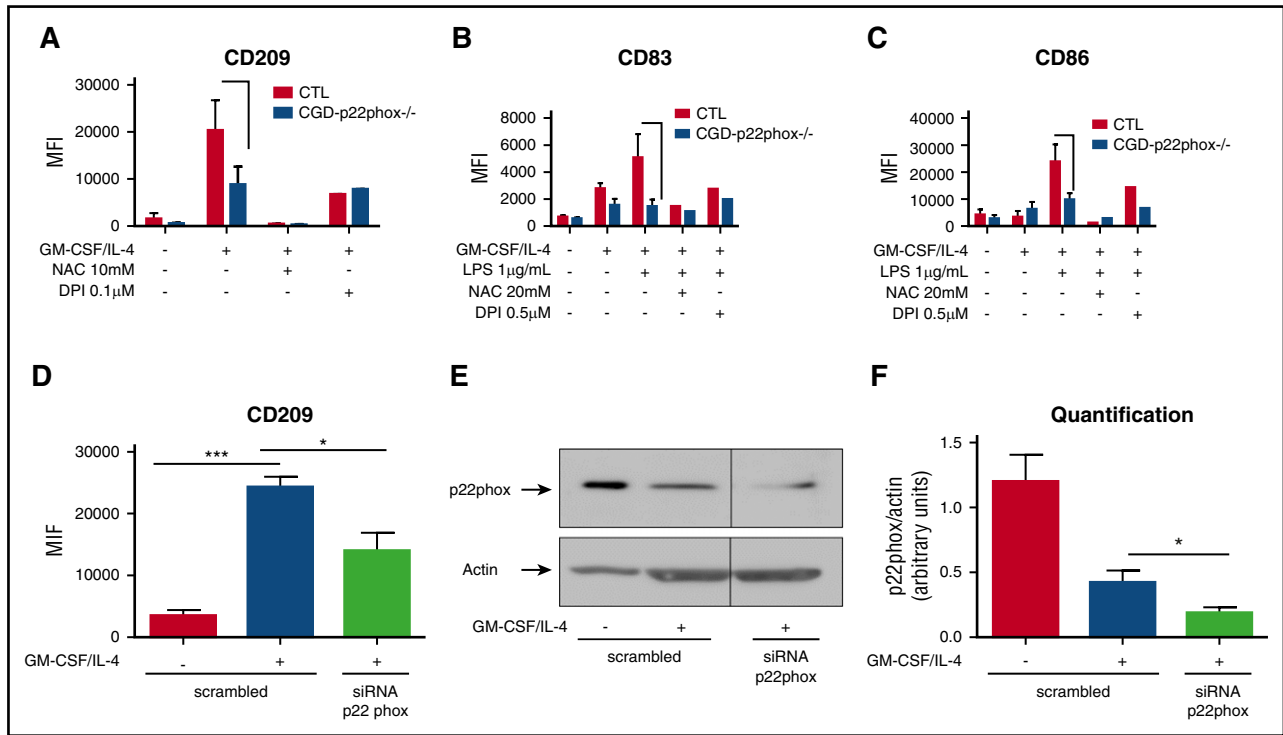 A
CD209
MFI
30000
20000
10000
0
CTL
CGD-p22phox-/-
GM-CSF/IL-4 - + + +
NAC 10mM - - + -
DPI 0.1µM - - - +
B
CD83
MFI
8000
6000
4000
2000
0
CTL
CGD-p22phox-/-
GM-CSF/IL-4 - + + + +
LPS 1µg/mL - - + + +
NAC 20mM - - - + -
DPI 0.5µM - - - - +
C
CD86
MFI
40000
30000
20000
10000
0
CTL
CGD-p22phox-/-
GM-CSF/IL-4 - + + + +
LPS 1µg/mL - - + + +
NAC 20mM - - - + -
DPI 0.5µM - - - - +
D
CD209
MIF
30000
20000
10000
0
*** *
GM-CSF/IL-4 - + +
scrambled siRNA
p22 phox
E
p22phox
Actin
GM-CSF/IL-4 - + +
scrambled siRNA
p22phox
F
Quantification
p22phox/actin
(arbitrary units)
1.5
1.0
0.5
0.0
*
GM-CSF/IL-4 - + +
scrambled siRNA
p22phox